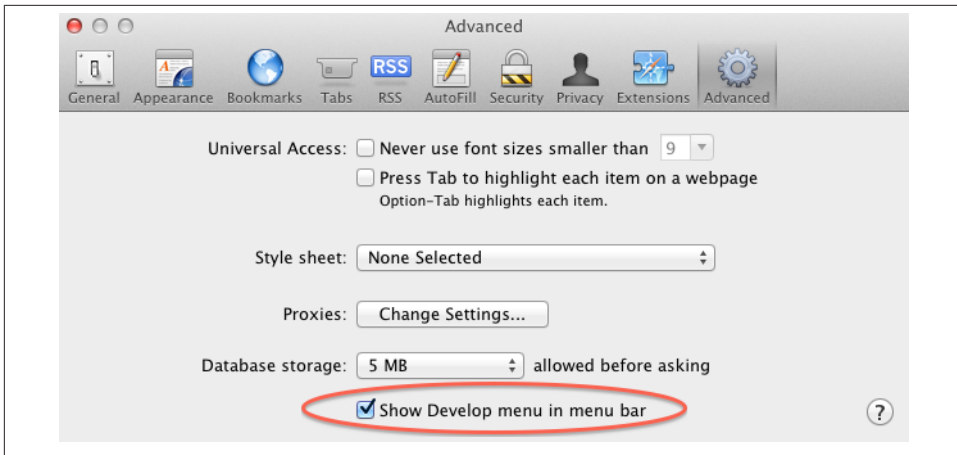 Advanced
RSS
General Appearance Bookmarks Tabs RSS AutoFill Security Privacy Extensions Advanced
Universal Access: Never use font sizes smaller than 9
Press Tab to highlight each item on a webpage
Option-Tab highlights each item.
Style sheet: None Selected
Proxies: Change Settings...
Database storage: 5 MB allowed before asking
Show Develop menu in menu bar ?